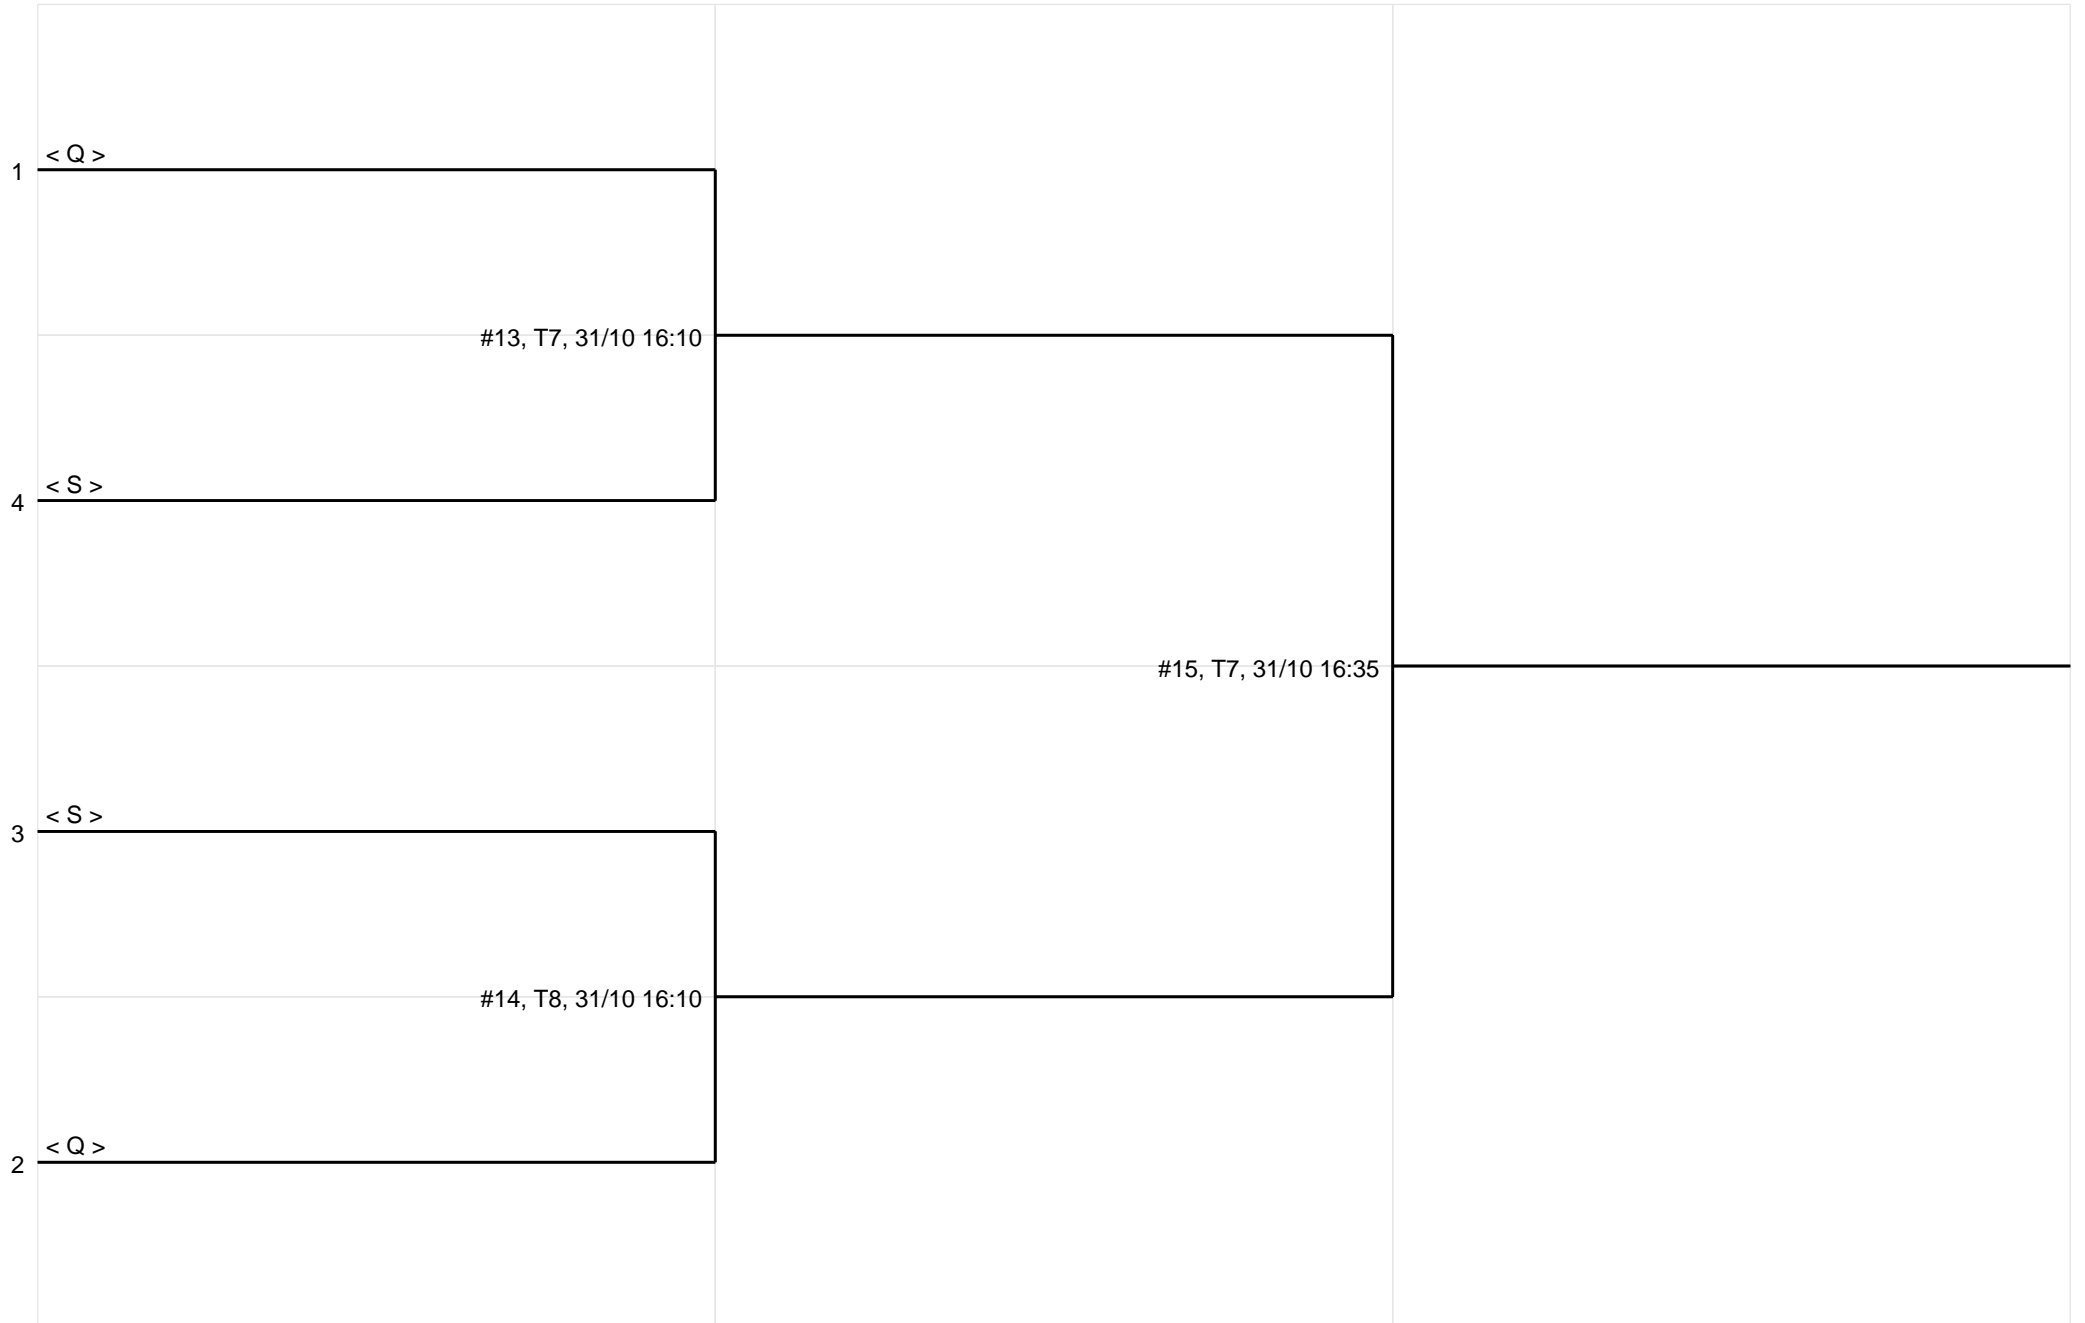 < Q >
1
#13, T7, 31/10 16:10
< S >
4
#15, T7, 31/10 16:35
< S >
3
#14, T8, 31/10 16:10
< Q >
2